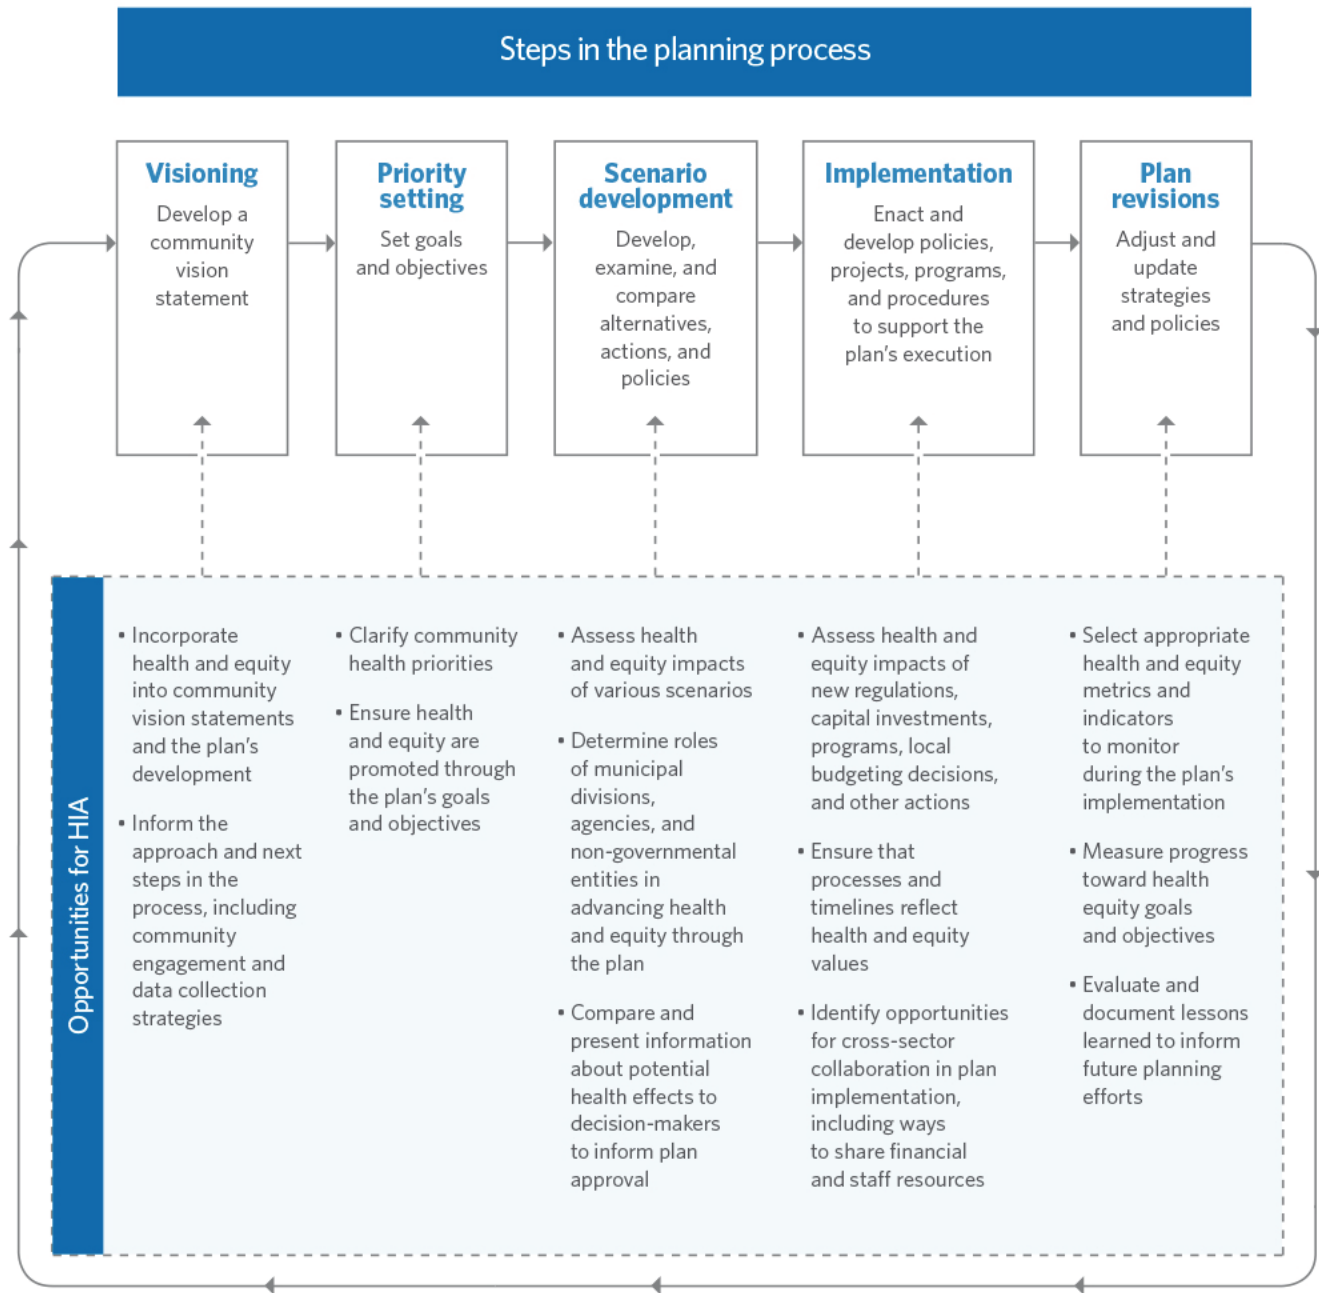 Steps in the planning process
Visioning
Develop a
community
vision
statement
Priority
setting
Set goals
and objectives
Scenario
development
Develop,
examine, and
compare
alternatives,
actions, and
policies
Implementation
Enact and
develop policies,
projects, programs,
and procedures
to support the
plan’s execution
Plan
revisions
Adjust and
update
strategies
and policies
Opportunities for HIA
• Incorporate
health and equity
into community
vision statements
and the plan’s
development
• Inform the
approach and next
steps in the
process, including
community
engagement and
data collection
strategies
• Clarify community
health priorities
• Ensure health
and equity are
promoted through
the plan’s goals
and objectives
• Assess health
and equity impacts
of various scenarios
• Determine roles
of municipal
divisions,
agencies, and
non-governmental
entities in
advancing health
and equity through
the plan
• Compare and
present information
about potential
health effects to
decision-makers
to inform plan
approval
• Assess health and
equity impacts of
new regulations,
capital investments,
programs, local
budgeting decisions,
and other actions
• Ensure that
processes and
timelines reflect
health and equity
values
• Identify opportunities
for cross-sector
collaboration in plan
implementation,
including ways
to share financial
and staff resources
• Select appropriate
health and equity
metrics and
indicators
to monitor
during the plan’s
implementation
• Measure progress
toward health
equity goals
and objectives
• Evaluate and
document lessons
learned to inform
future planning
efforts